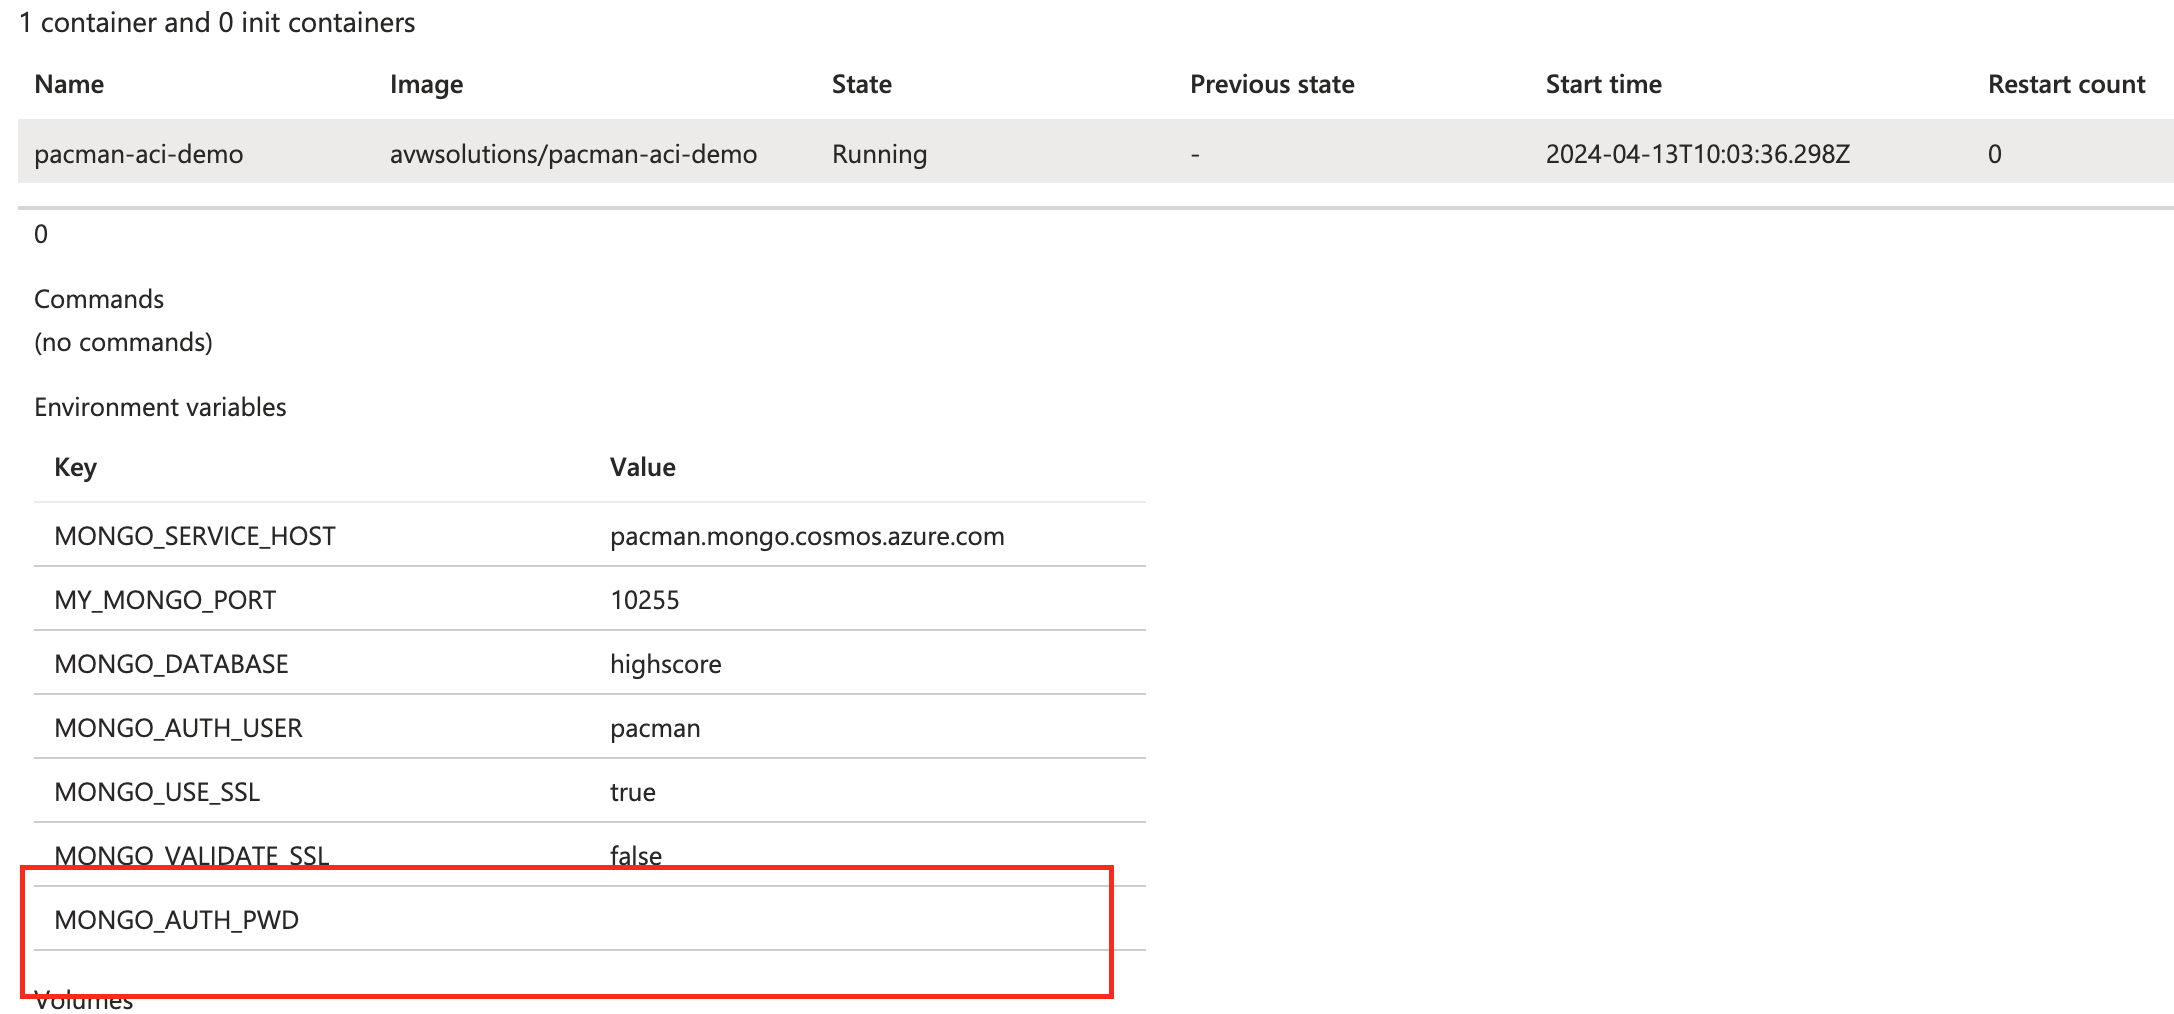 1 container and 0 init containers
Name Image State Previous state Start time Restart count
pacman-aci-demo avwsolutions/pacman-aci-demo Running - 2024-04-13T10:03:36.298Z 0
0
Commands
(no commands)
Environment variables
Key Value
MONGO_SERVICE_HOST pacman.mongo.cosmos.azure.com
MY_MONGO_PORT 10255
MONGO_DATABASE highscore
MONGO_AUTH_USER pacman
MONGO_USE_SSL true
MONGO_VALIDATE_SSL false
MONGO_AUTH_PWD
Volumes